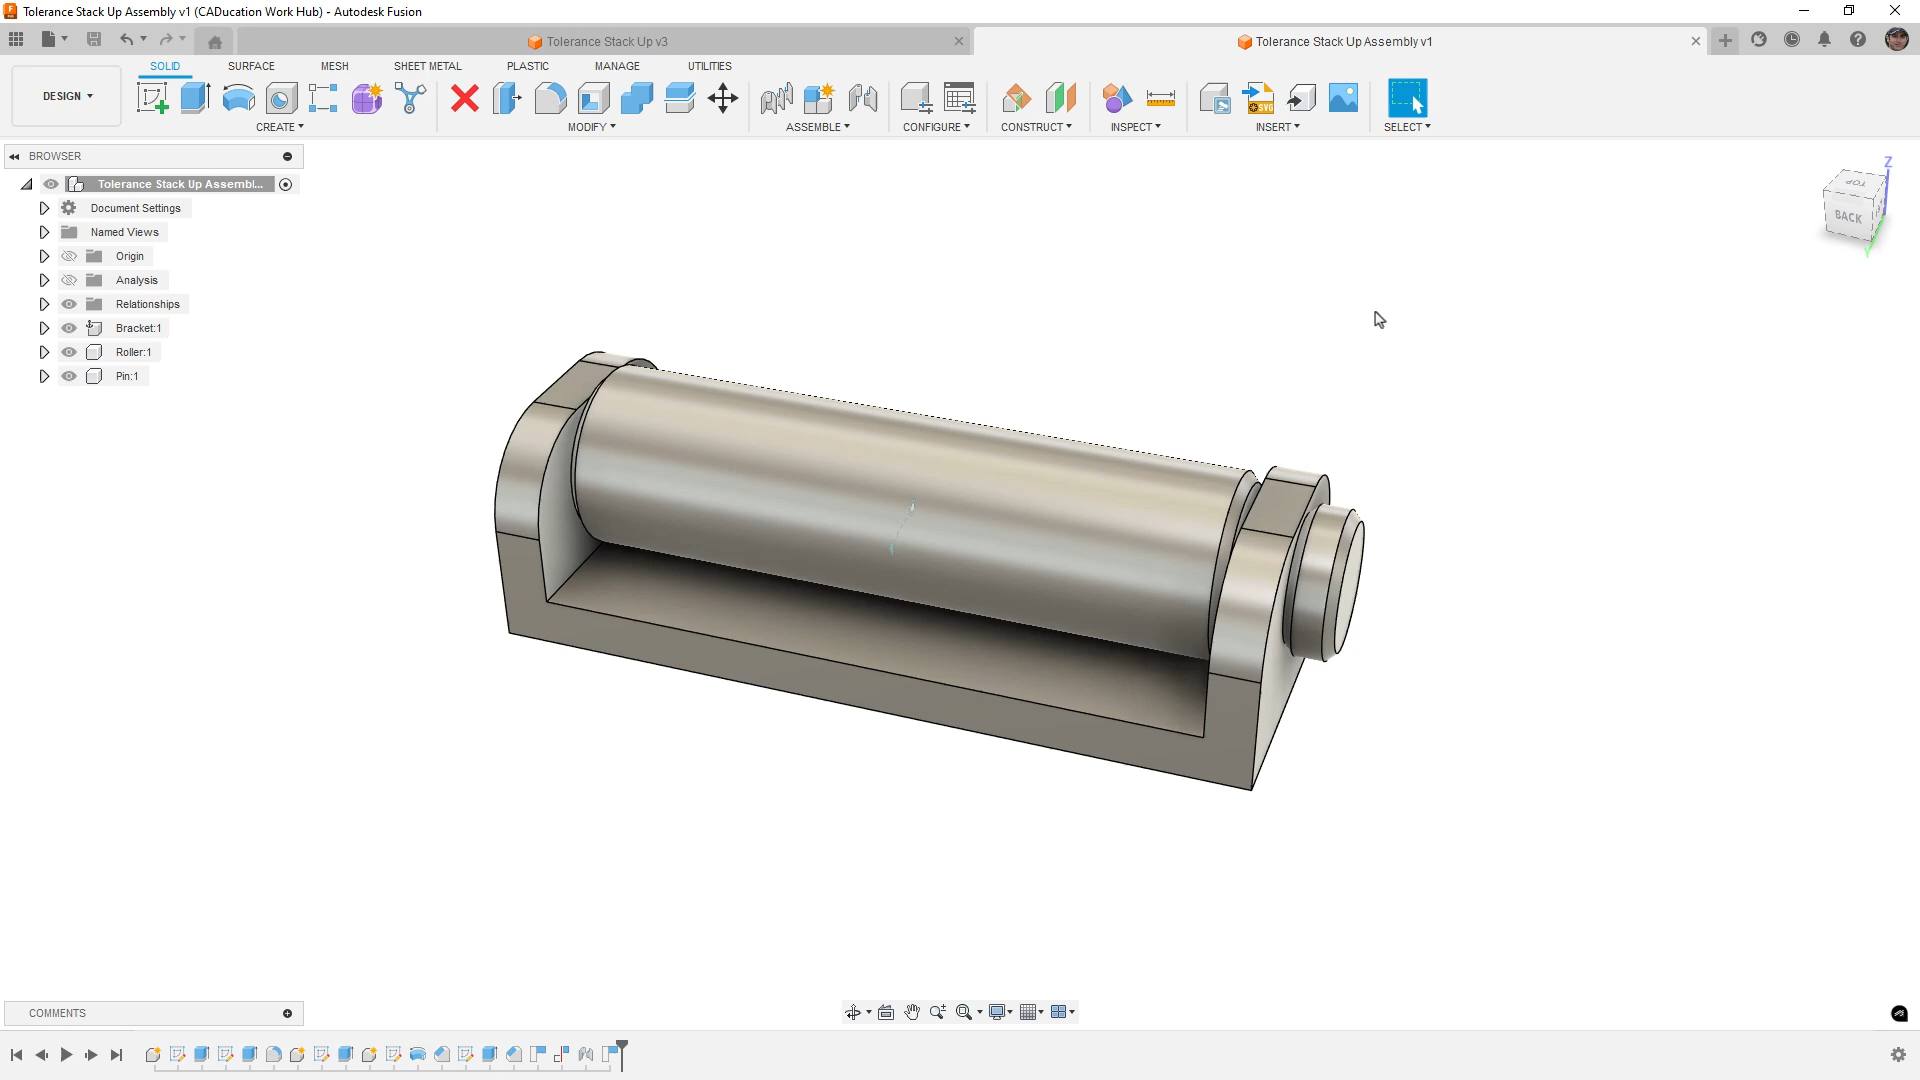 Tolerance Stack Up Assembly v1 (CADucation Work Hub) - Autodesk Fusion
Tolerance Stack Up v3
Tolerance Stack Up Assembly v1
DESIGN
SOLID SURFACE MESH SHEET METAL PLASTIC MANAGE UTILITIES
CREATE MODIFY ASSEMBLE CONFIGURE CONSTRUCT INSPECT INSERT SELECT
BROWSER
Tolerance Stack Up Assembl...
Document Settings
Named Views
Origin
Analysis
Relationships
Bracket:1
Roller:1
Pin:1
Z
TOP
BACK
Y
COMMENTS